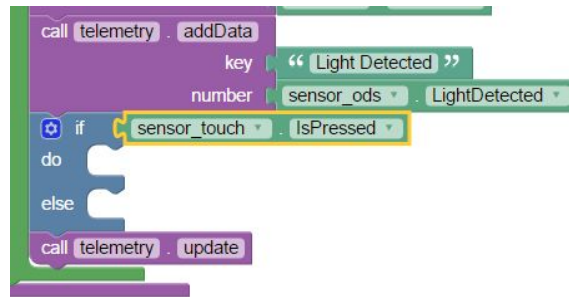 call telemetry . addData
key “ Light Detected ”
number sensor_ods . LightDetected
if sensor_touch . IsPressed
do
else
call telemetry . update